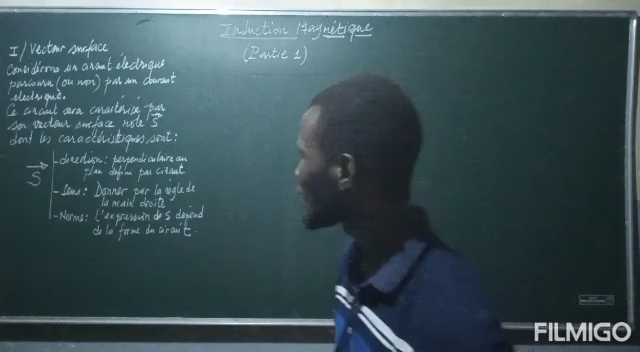 Induction Magnétique
(Partie 1)
I/ Vecteur surface
Considérons un circuit électrique
parcouru (ou non) par un courant
électrique.
Ce circuit sera caractérisé par
son vecteur surface noté S
dont les caractéristiques sont:
S
- direction: perpendiculaire au
plan défini par circuit
- Sens: Donner par la règle de
la main droite
- Norme: L'expression de S dépend
de la forme du circuit.
FILMIGO